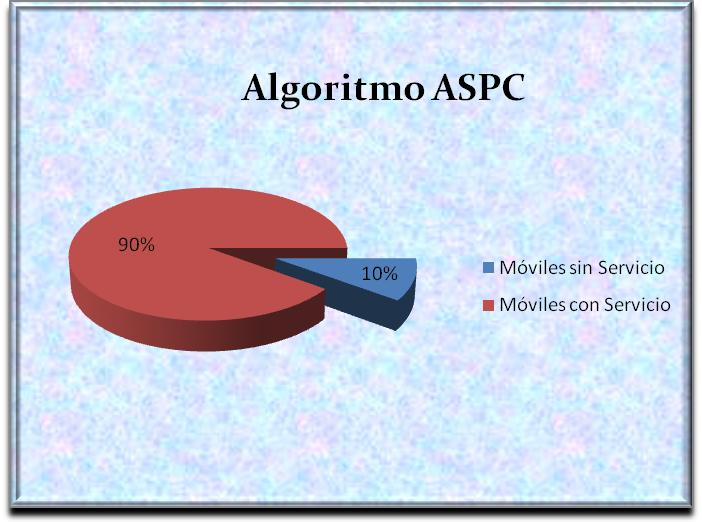 Algoritmo ASPC
90%
10%
Móviles sin Servicio
Móviles con Servicio